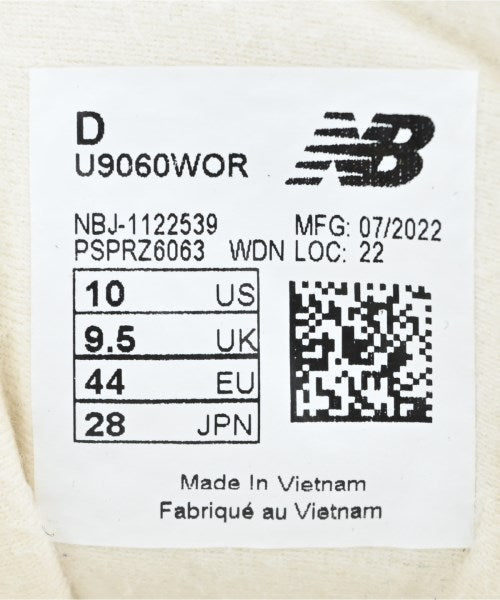 D
U9060WOR
NB
NBJ-1122539 MFG: 07/2022
PSPRZ6063 WDN LOC: 22
10 US
9.5 UK
44 EU
28 JPN
Made In Vietnam
Fabriqué au Vietnam